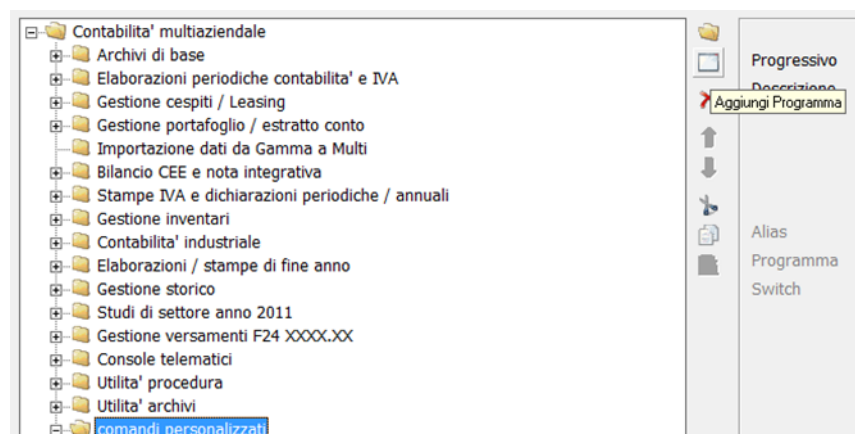 Contabilita' multiaziendale
Archivi di base
Elaborazioni periodiche contabilita' e IVA
Gestione cespiti / Leasing
Gestione portafoglio / estratto conto
Importazione dati da Gamma a Multi
Bilancio CEE e nota integrativa
Stampe IVA e dichiarazioni periodiche / annuali
Gestione inventari
Contabilita' industriale
Elaborazioni / stampe di fine anno
Gestione storico
Studi di settore anno 2011
Gestione versamenti F24 XXXX.XX
Console telematici
Utilita' procedura
Utilita' archivi
comandi personalizzati
Progressivo
Descrizione
Aggiungi Programma
Alias
Programma
Switch